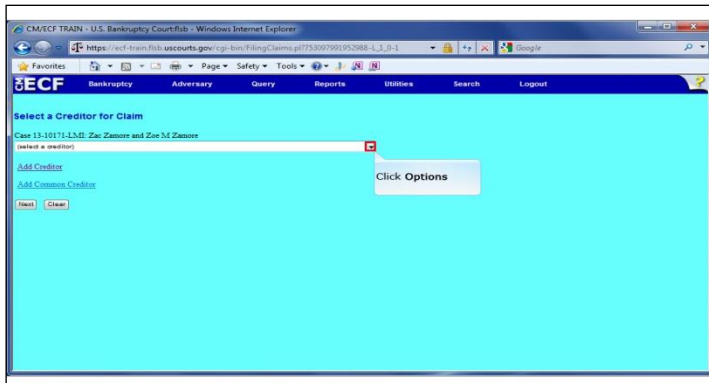 CM/ECF TRAIN - U.S. Bankruptcy Court:flsb - Windows Internet Explorer
https://ecf-train.flsb.uscourts.gov/cgi-bin/FilingClaims.pl?753097991952988-L_1_0-1
Google
Favorites Page Safety Tools
ECF Bankruptcy Adversary Query Reports Utilities Search Logout ?
Select a Creditor for Claim
Case 13-10171-LMI: Zac Zamore and Zoe M Zamore
(select a creditor)
Click Options
Add Creditor
Add Common Creditor
Next Clear